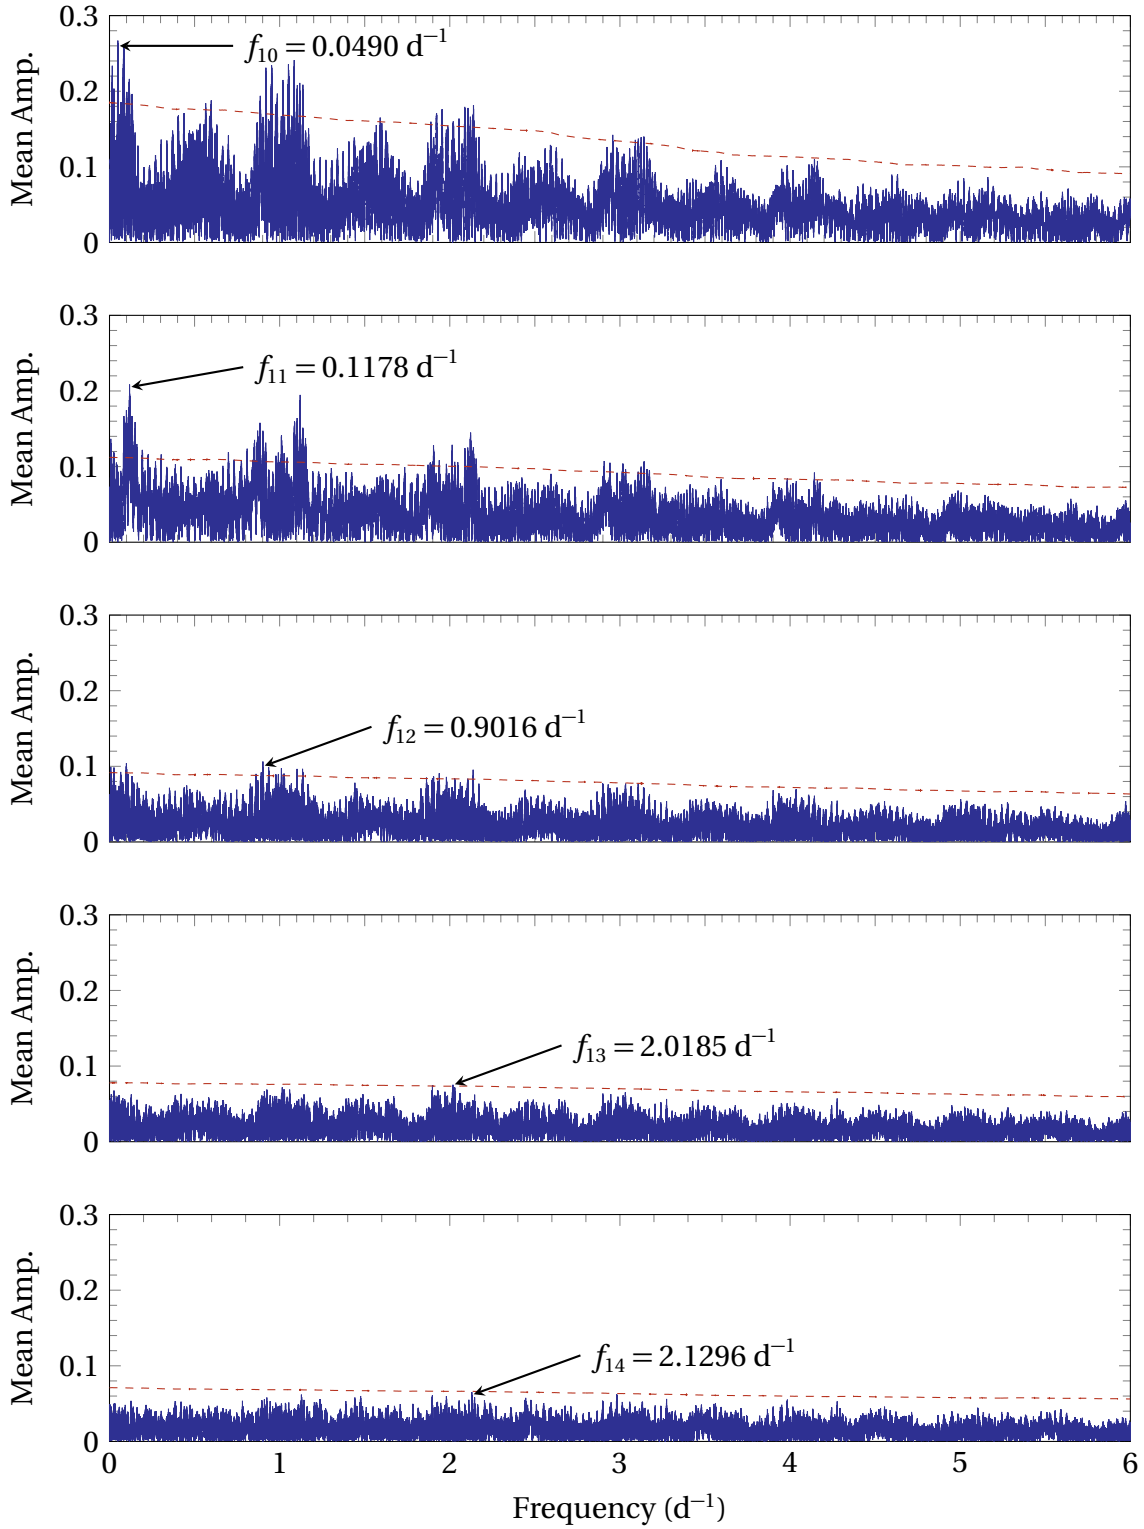 0.3
0.2
0.1
0
Mean Amp.
f₁₀ = 0.0490 d⁻¹
0.3
0.2
0.1
0
Mean Amp.
f₁₁ = 0.1178 d⁻¹
0.3
0.2
0.1
0
Mean Amp.
f₁₂ = 0.9016 d⁻¹
0.3
0.2
0.1
0
Mean Amp.
f₁₃ = 2.0185 d⁻¹
0.3
0.2
0.1
0
Mean Amp.
f₁₄ = 2.1296 d⁻¹
0 1 2 3 4 5 6
Frequency (d⁻¹)